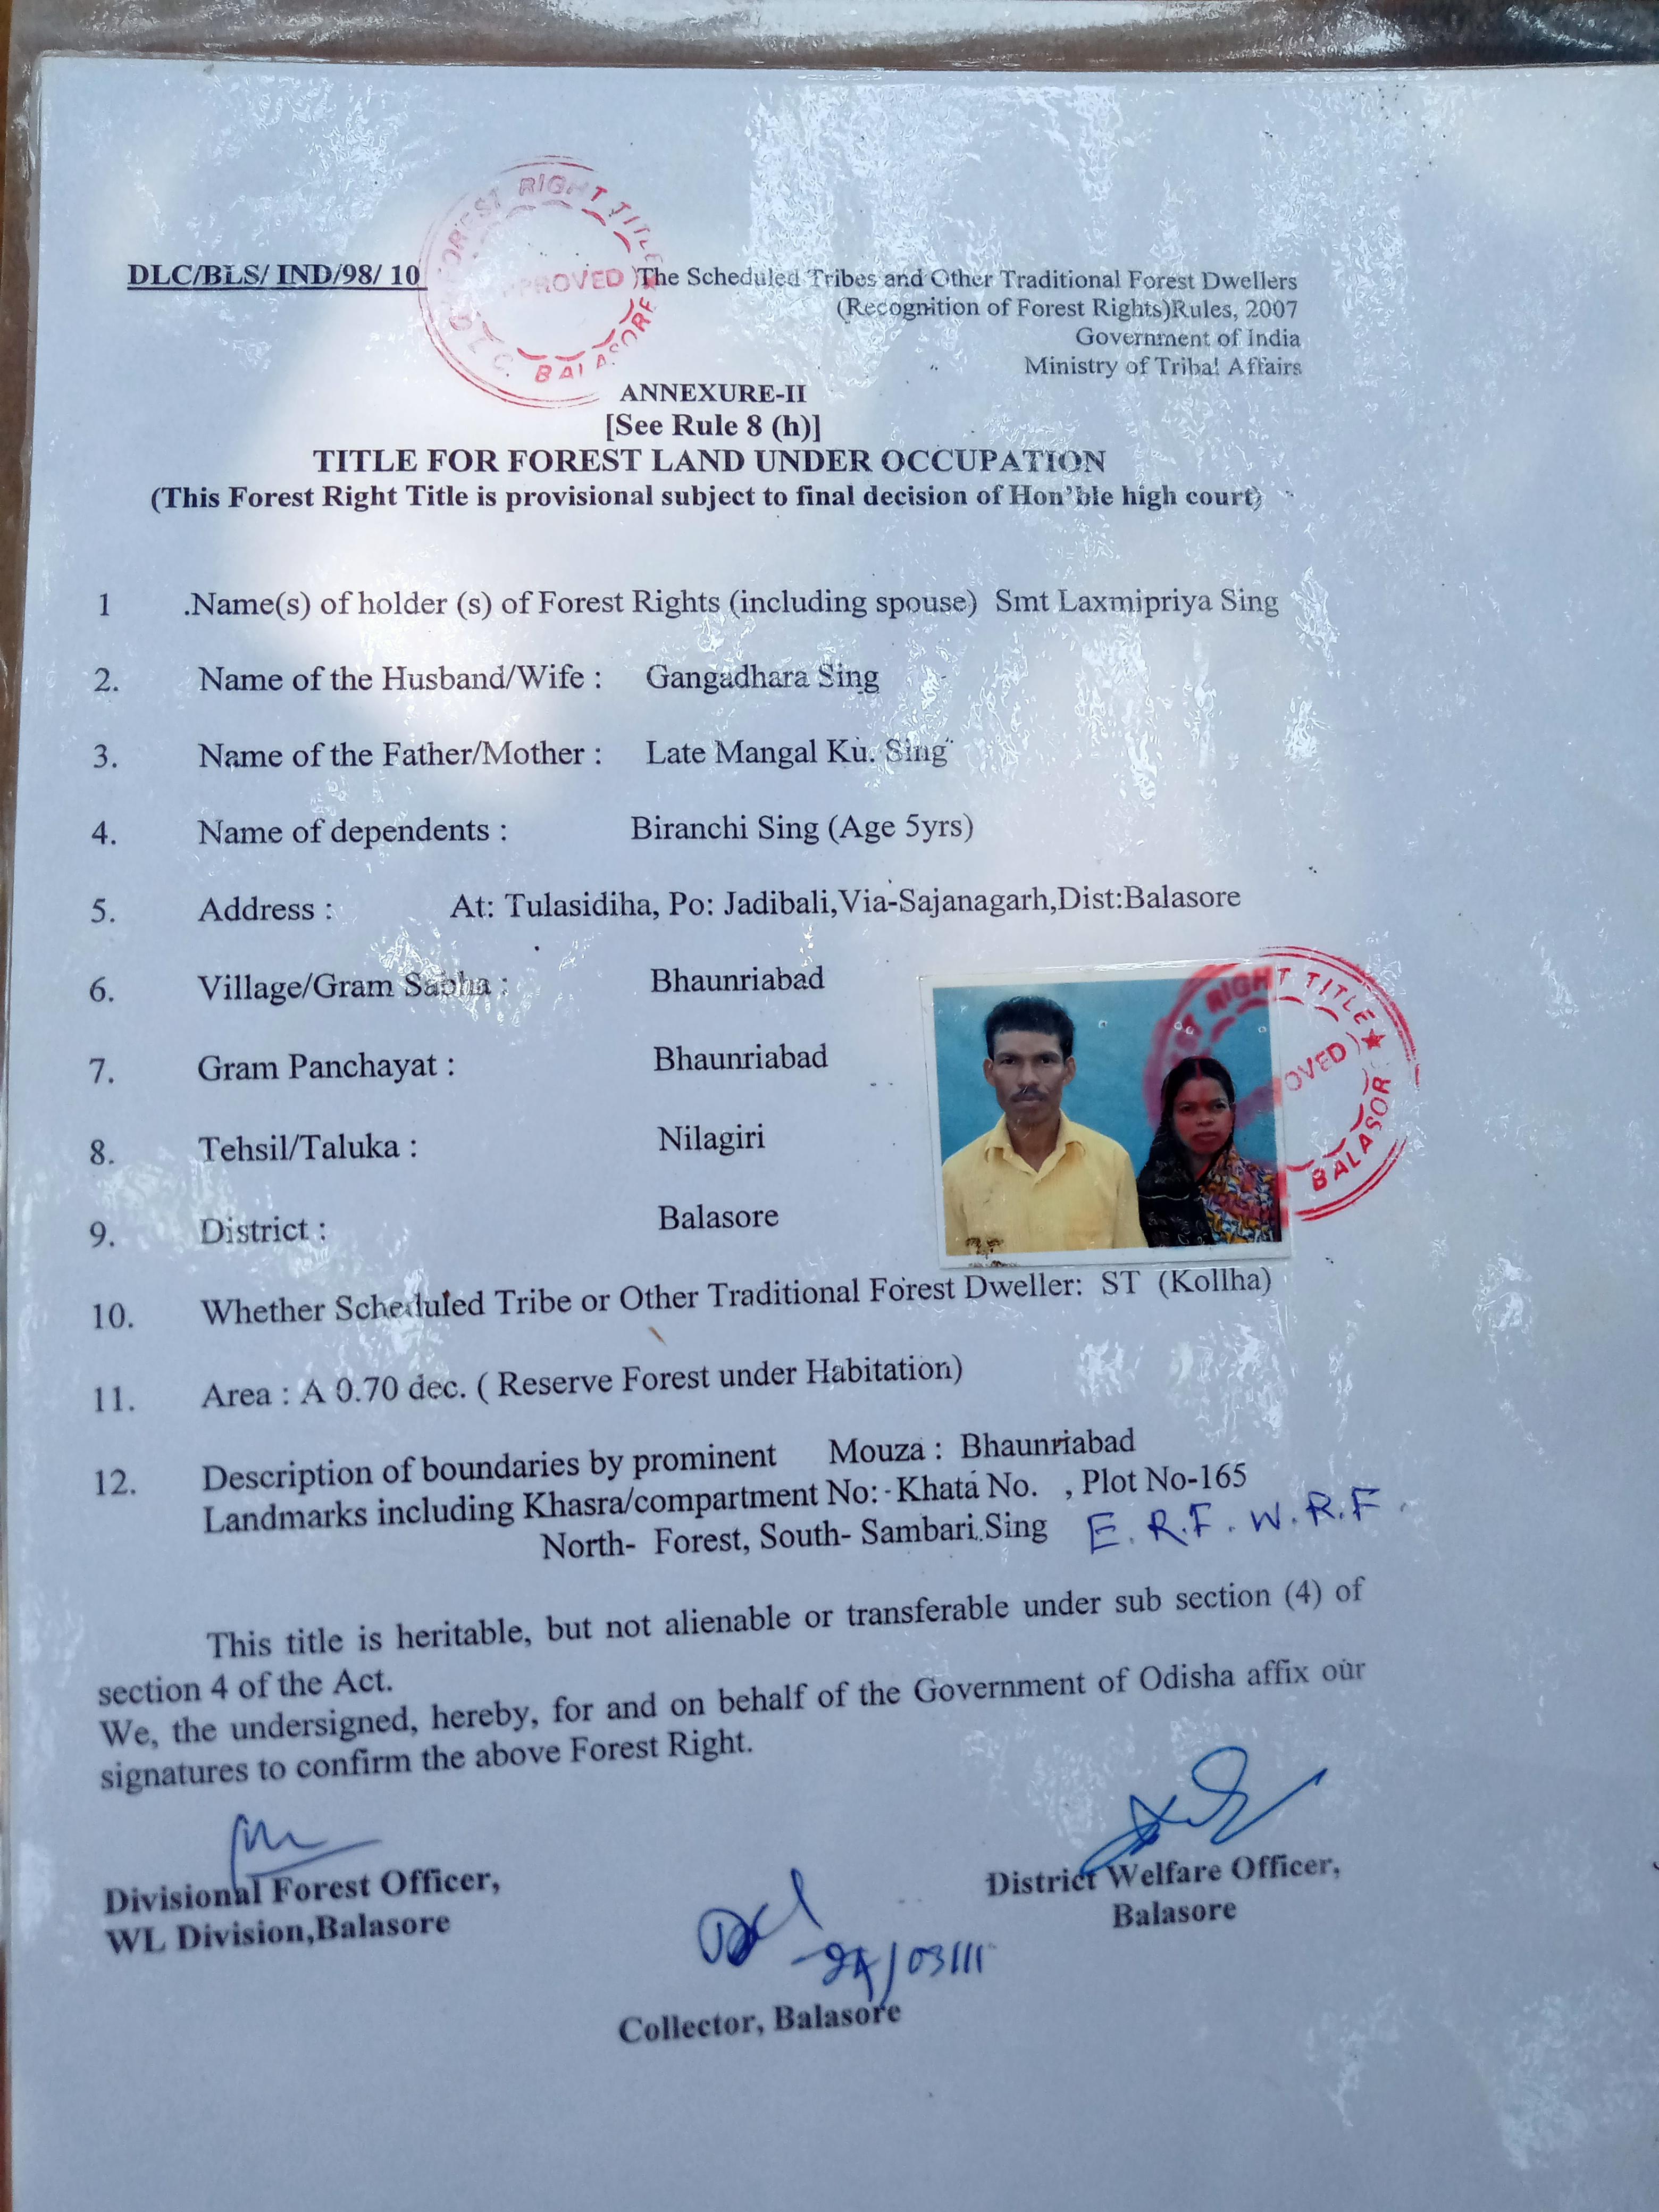 FOREST RIGHT TITLE ★
APPROVED
D.L.C. BALASORE
DLC/BLS/ IND/98/ 10
The Scheduled Tribes and Other Traditional Forest Dwellers
(Recognition of Forest Rights)Rules, 2007
Government of India
Ministry of Tribal Affairs
ANNEXURE-II
[See Rule 8 (h)]
TITLE FOR FOREST LAND UNDER OCCUPATION
(This Forest Right Title is provisional subject to final decision of Hon'ble high court)
1 .Name(s) of holder (s) of Forest Rights (including spouse) Smt Laxmipriya Sing
2. Name of the Husband/Wife : Gangadhara Sing
3. Name of the Father/Mother : Late Mangal Ku. Sing
4. Name of dependents : Biranchi Sing (Age 5yrs)
5. Address : At: Tulasidiha, Po: Jadibali,Via-Sajanagarh,Dist:Balasore
6. Village/Gram Sabha : Bhaunriabad
7. Gram Panchayat : Bhaunriabad
8. Tehsil/Taluka : Nilagiri
9. District : Balasore
RIGHT TITLE ★
OVED
BALASOR
10. Whether Scheduled Tribe or Other Traditional Forest Dweller: ST (Kollha)
11. Area : A 0.70 dec. ( Reserve Forest under Habitation)
12. Description of boundaries by prominent Mouza : Bhaunriabad
Landmarks including Khasra/compartment No: - Khata No. , Plot No-165
North- Forest, South- Sambari Sing E. R.F. W. R.F.
This title is heritable, but not alienable or transferable under sub section (4) of
section 4 of the Act.
We, the undersigned, hereby, for and on behalf of the Government of Odisha affix our
signatures to confirm the above Forest Right.
Divisional Forest Officer,
WL Division,Balasore
District Welfare Officer,
Balasore
Collector, Balasore